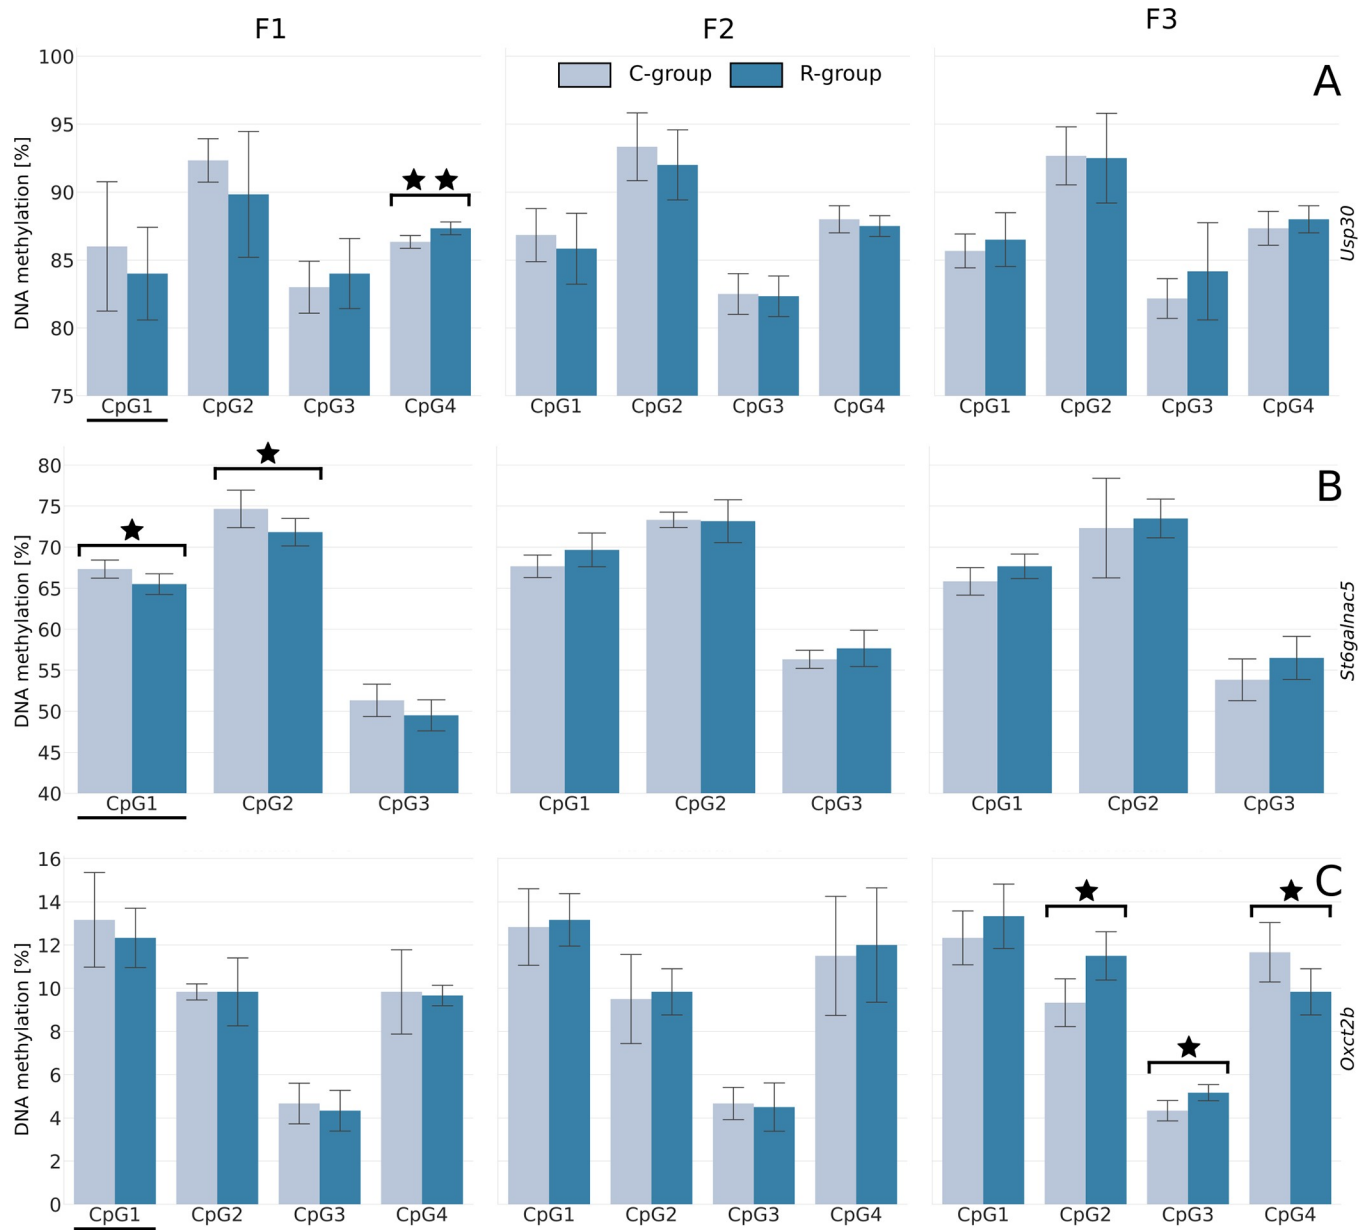 F1 F2 F3
C-group R-group
A
DNA methylation [%]
100
95
90
85
80
75
CpG1 CpG2 CpG3 CpG4 CpG1 CpG2 CpG3 CpG4 CpG1 CpG2 CpG3 CpG4
Usp30
B
DNA methylation [%]
80
75
70
65
60
55
50
45
40
CpG1 CpG2 CpG3 CpG1 CpG2 CpG3 CpG1 CpG2 CpG3
St6galnac5
C
DNA methylation [%]
16
14
12
10
8
6
4
2
0
CpG1 CpG2 CpG3 CpG4 CpG1 CpG2 CpG3 CpG4 CpG1 CpG2 CpG3 CpG4
Oxct2b